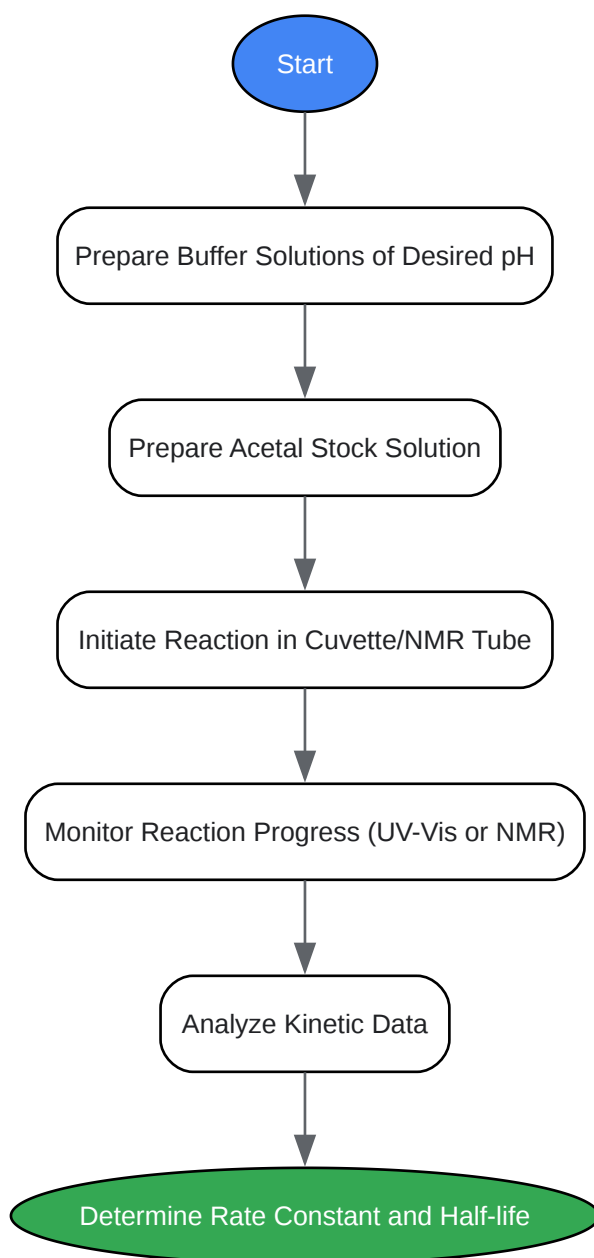 Start
Prepare Buffer Solutions of Desired pH
Prepare Acetal Stock Solution
Initiate Reaction in Cuvette/NMR Tube
Monitor Reaction Progress (UV-Vis or NMR)
Analyze Kinetic Data
Determine Rate Constant and Half-life